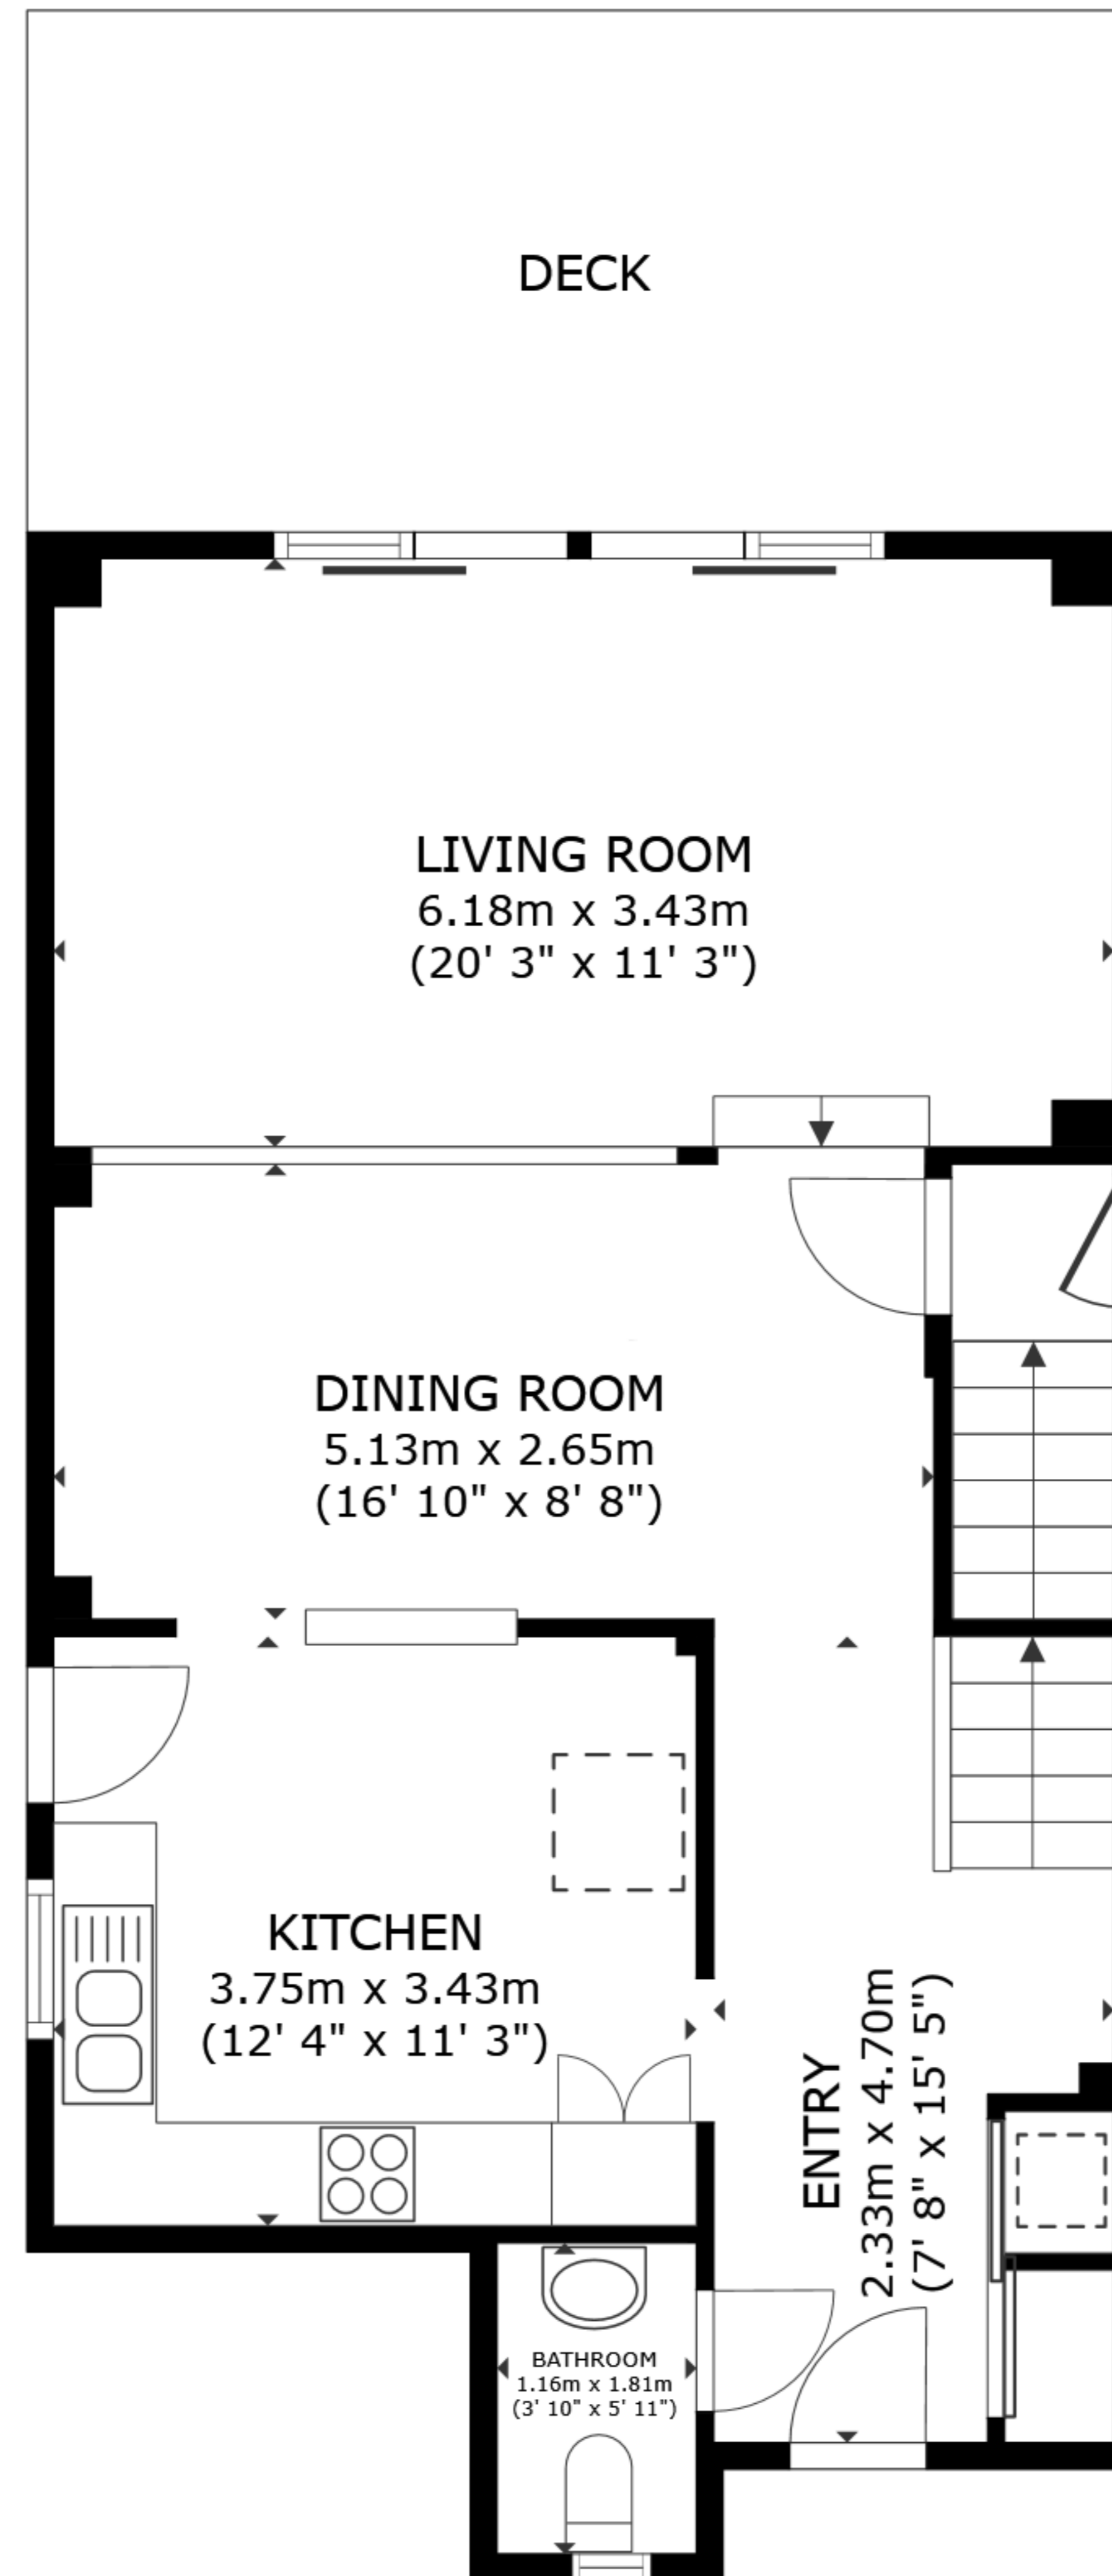 DECK
LIVING ROOM
6.18m x 3.43m
(20' 3" x 11' 3")
DINING ROOM
5.13m x 2.65m
(16' 10" x 8' 8")
KITCHEN
3.75m x 3.43m
(12' 4" x 11' 3")
ENTRY
2.33m x 4.70m
(7' 8" x 15' 5")
BATHROOM
1.16m x 1.81m
(3' 10" x 5' 11")